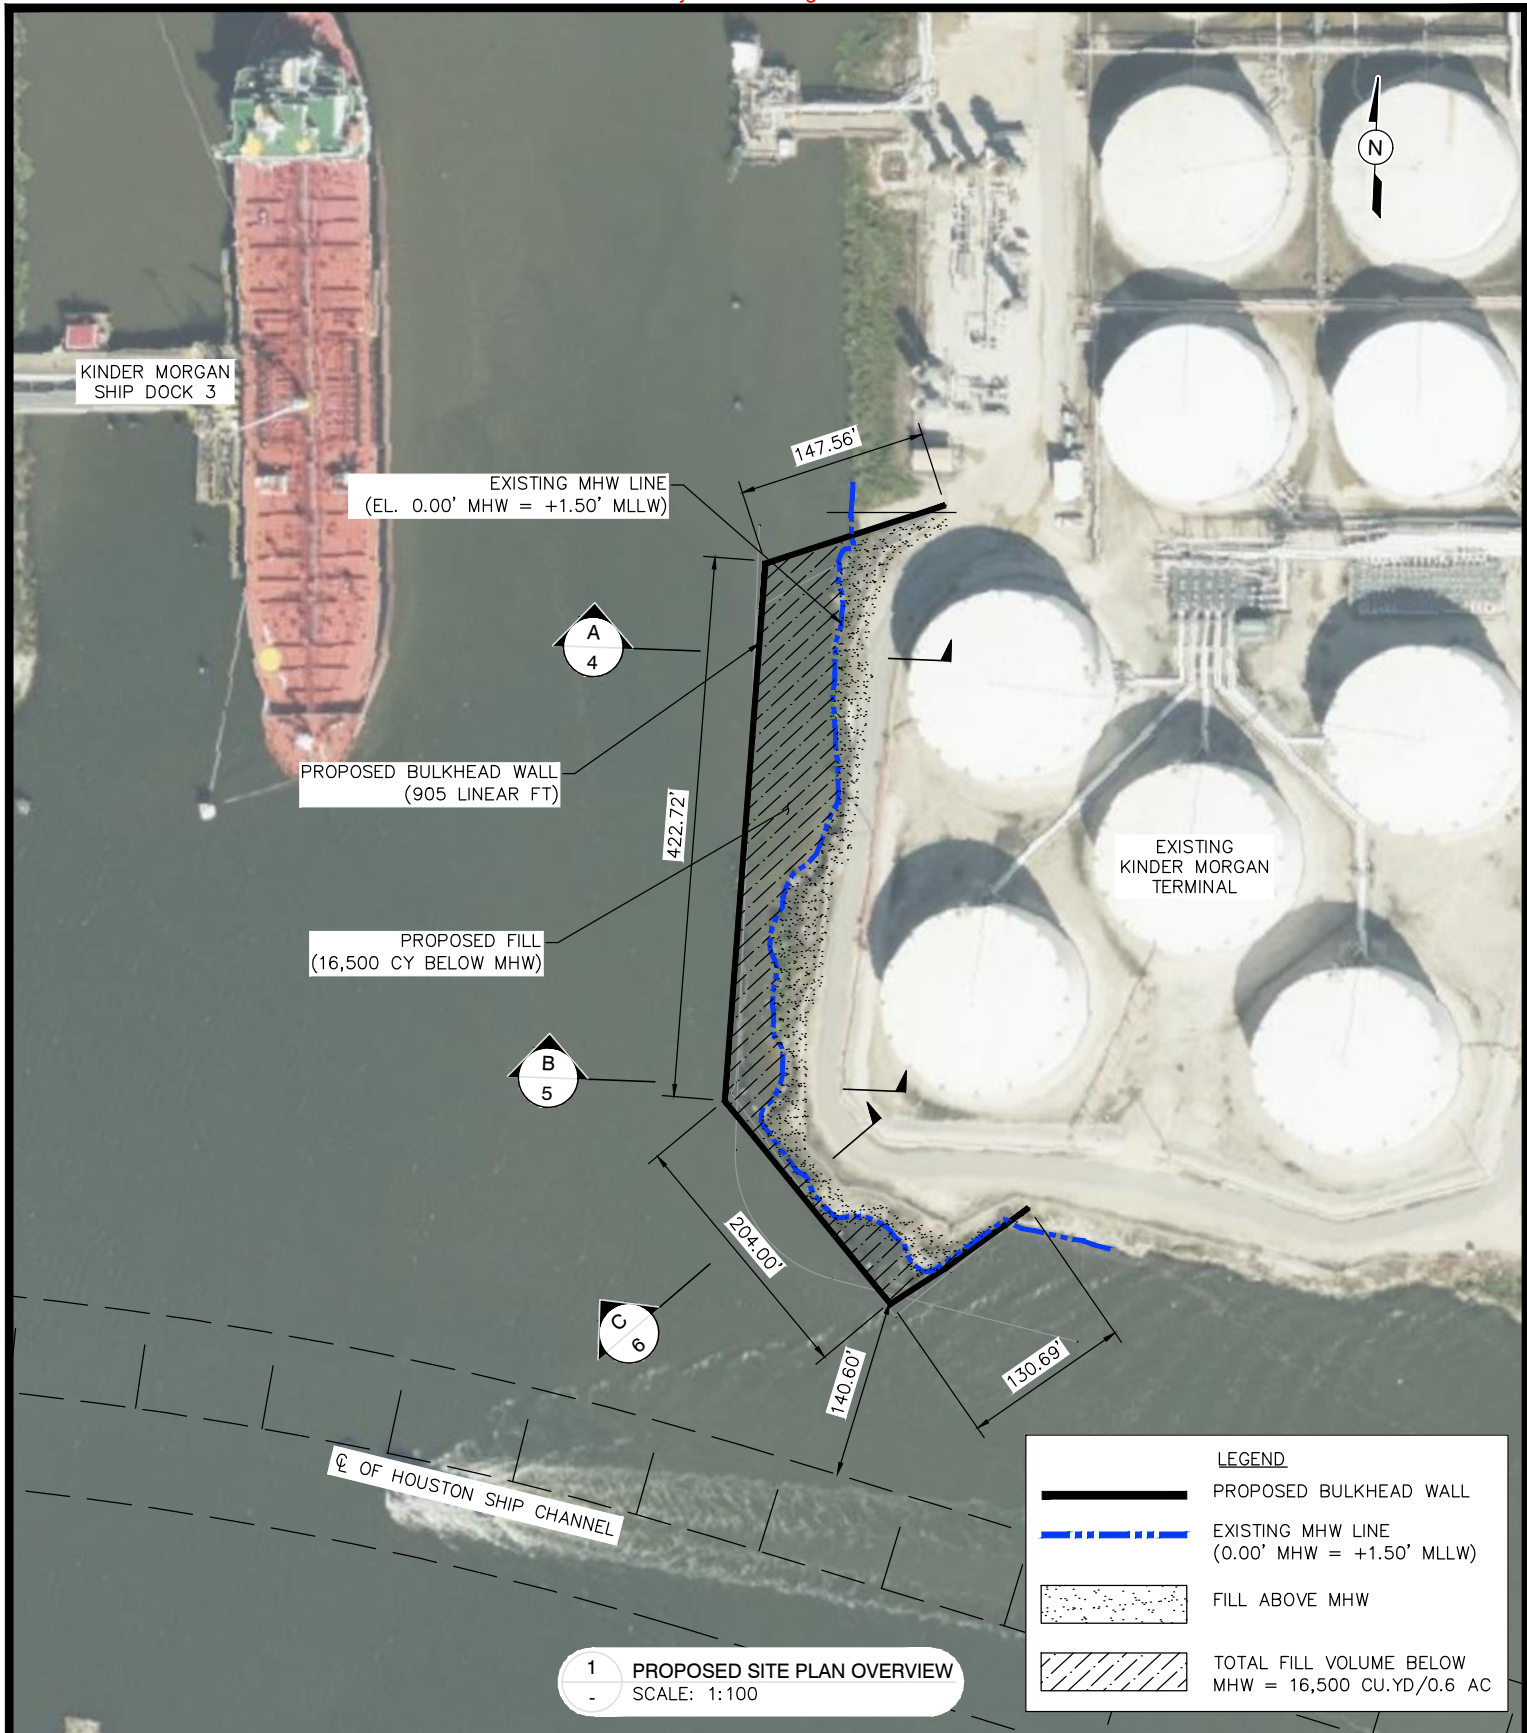 N
KINDER MORGAN
SHIP DOCK 3
147.56'
EXISTING MHW LINE
(EL. 0.00' MHW = +1.50' MLLW)
A
4
PROPOSED BULKHEAD WALL
(905 LINEAR FT)
422.72'
EXISTING
KINDER MORGAN
TERMINAL
PROPOSED FILL
(16,500 CY BELOW MHW)
B
5
204.00'
C
6
140.60'
130.69'
℄ OF HOUSTON SHIP CHANNEL
LEGEND
PROPOSED BULKHEAD WALL
EXISTING MHW LINE
(0.00' MHW = +1.50' MLLW)
FILL ABOVE MHW
TOTAL FILL VOLUME BELOW
MHW = 16,500 CU.YD/0.6 AC
1
-
PROPOSED SITE PLAN OVERVIEW
SCALE: 1:100